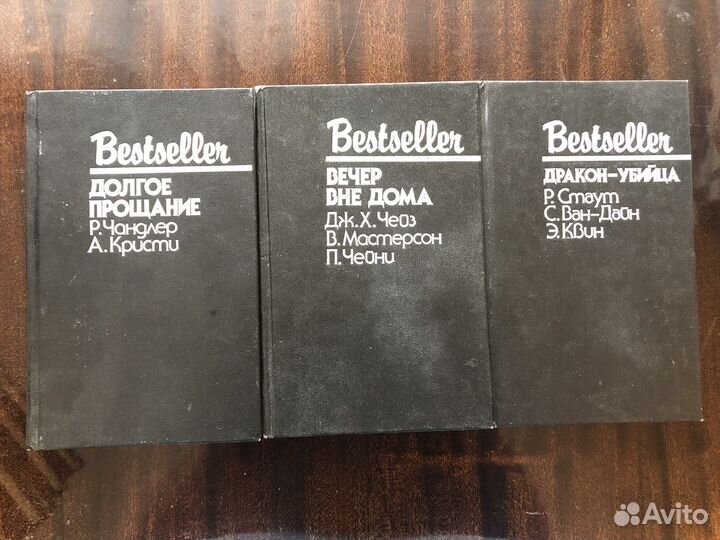 Bestseller
ДОЛГОЕ
ПРОЩАНИЕ
Р. Чандлер
А. Кристи
Bestseller
ВЕЧЕР
ВНЕ ДОМА
Дж. Х. Чейз
В. Мастерсон
П. Чейни
Bestseller
ДРАКОН-УБИЙЦА
Р. Стаут
С. Ван-Дайн
Э. Квин
Avito